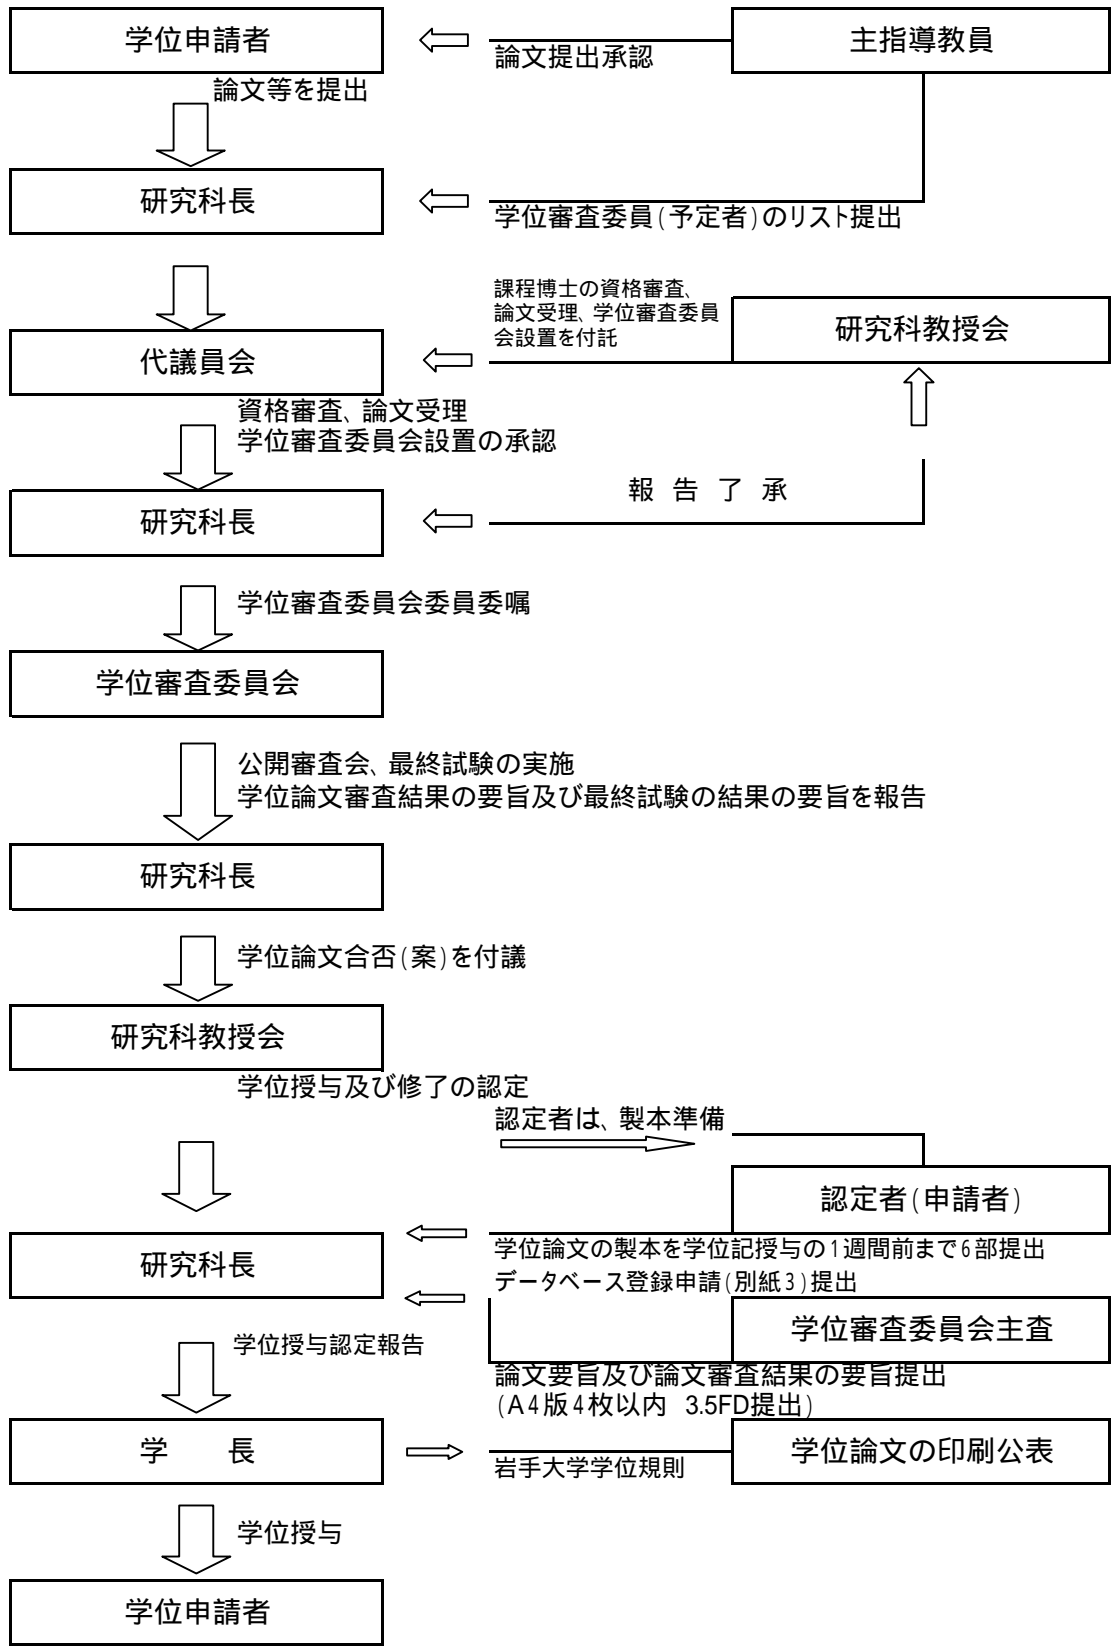 学位申請者
主指導教員
論文提出承認
論文等を提出
研究科長
学位審査委員(予定者)のリスト提出
課程博士の資格審査、
論文受理、学位審査委員
会設置を付託
研究科教授会
代議員会
資格審査、論文受理
学位審査委員会設置の承認
報 告 了 承
研究科長
学位審査委員会委員委嘱
学位審査委員会
公開審査会、最終試験の実施
学位論文審査結果の要旨及び最終試験の結果の要旨を報告
研究科長
学位論文合否(案)を付議
研究科教授会
学位授与及び修了の認定
認定者は、製本準備
認定者(申請者)
学位論文の製本を学位記授与の1週間前まで6部提出
データベース登録申請(別紙3)提出
研究科長
学位審査委員会主査
学位授与認定報告
論文要旨及び論文審査結果の要旨提出
(A4版4枚以内 3.5FD提出)
学 長
岩手大学学位規則
学位論文の印刷公表
学位授与
学位申請者